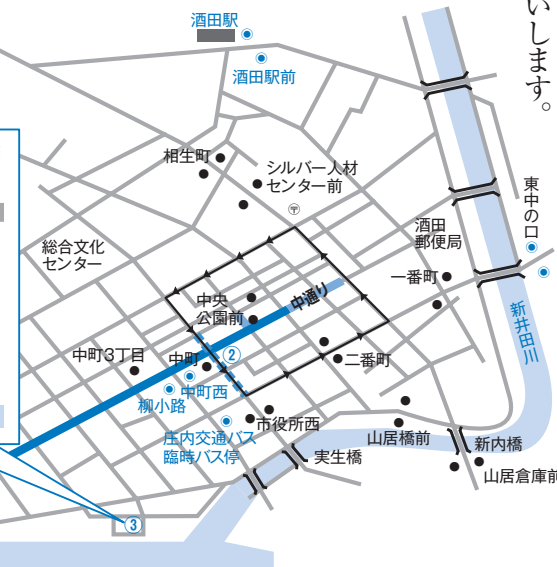 いします。
酒田駅
酒田駅前
相生町
シルバー人材
センター前
〒
東中の口
酒田
郵便局
総合文化
センター
一番町
中央
公園前
中通り
新井田川
中町3丁目
中町
②
二番町
中町西
柳小路
市役所西
庄内交通バス
臨時バス停
山居橋前
新内橋
実生橋
山居倉庫前
③